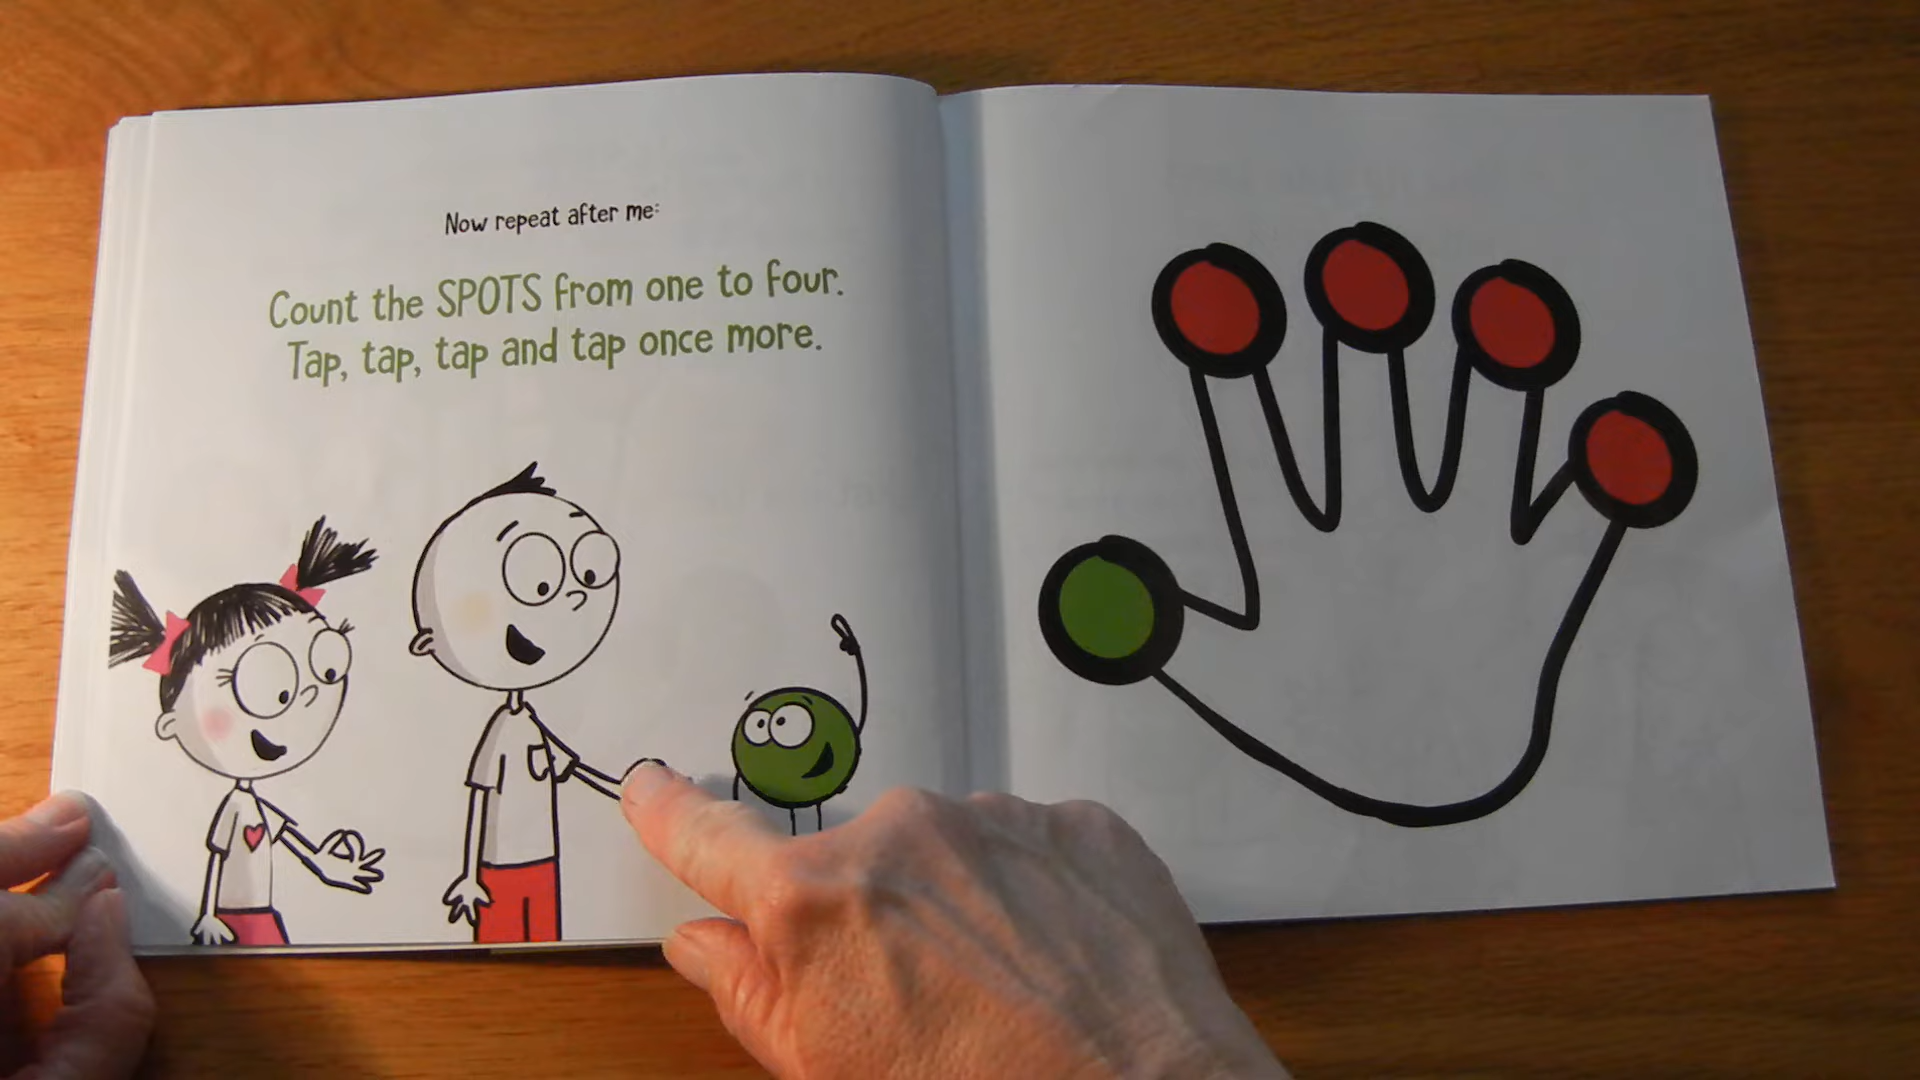 Now repeat after me:
Count the SPOTS from one to four.
Tap, tap, tap and tap once more.